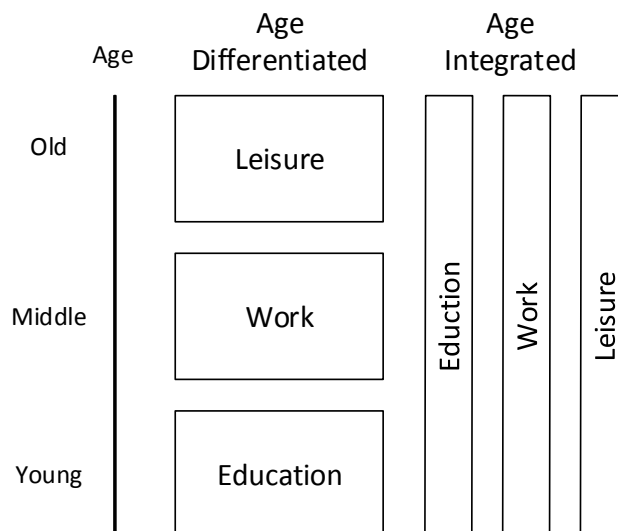 Age
Age
Differentiated
Age
Integrated
Old
Leisure
Middle
Work
Young
Education
Eduction
Work
Leisure